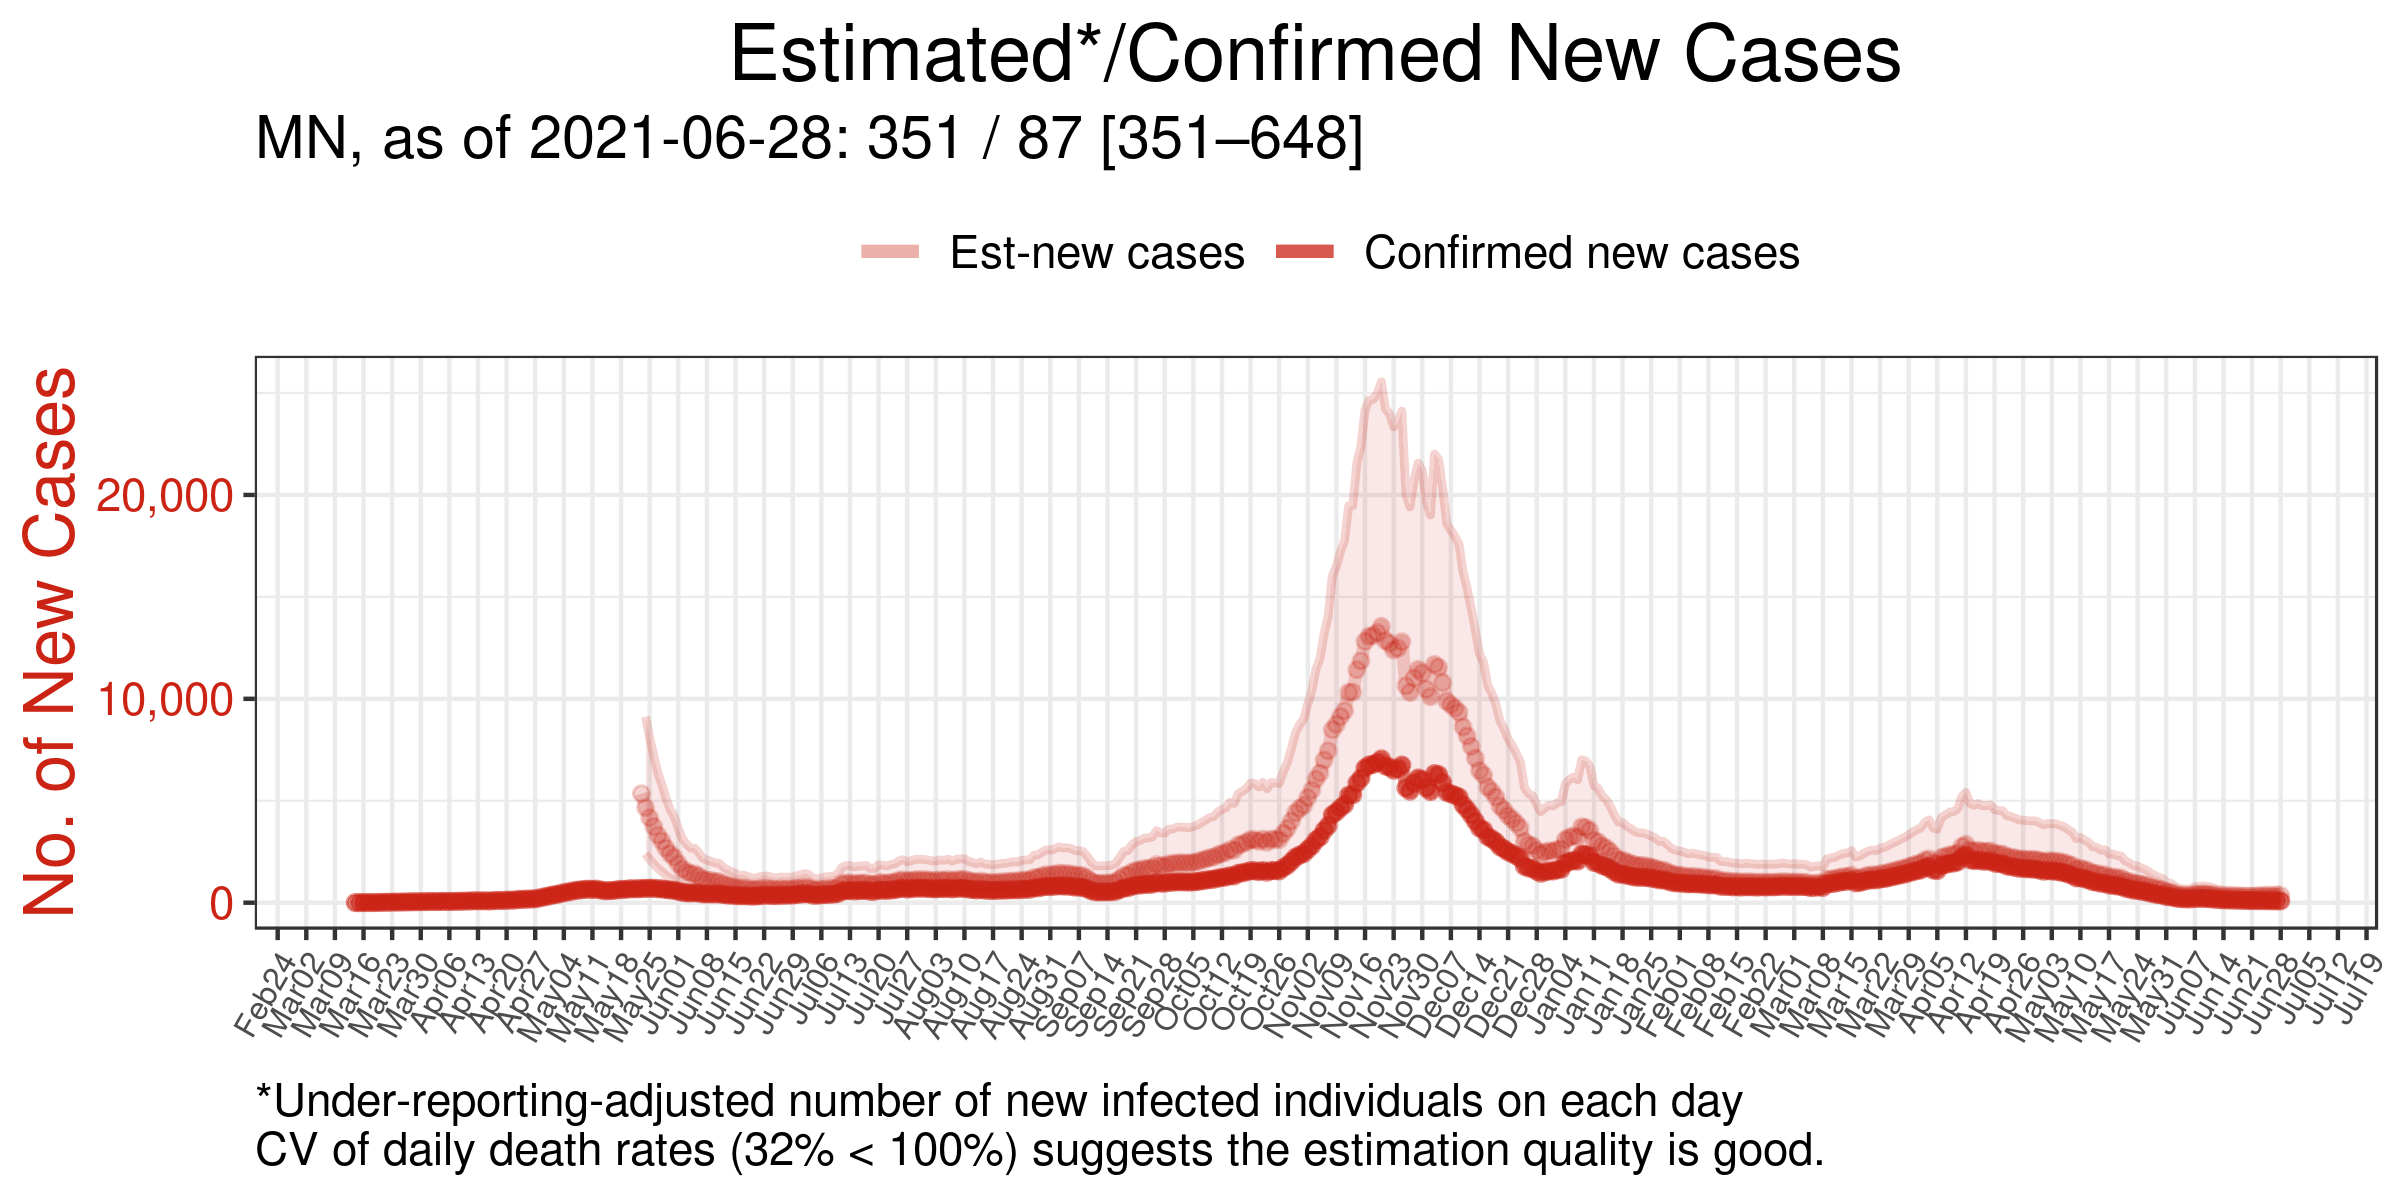 Estimated*/Confirmed New Cases
MN, as of 2021-06-28: 351 / 87 [351–648]
Est-new cases
Confirmed new cases
No. of New Cases
20,000
10,000
0
Feb24
Mar02
Mar09
Mar16
Mar23
Mar30
Apr06
Apr13
Apr20
Apr27
May04
May11
May18
May25
Jun01
Jun08
Jun15
Jun22
Jun29
Jul06
Jul13
Jul20
Jul27
Aug03
Aug10
Aug17
Aug24
Aug31
Sep07
Sep14
Sep21
Sep28
Oct05
Oct12
Oct19
Oct26
Nov02
Nov09
Nov16
Nov23
Nov30
Dec07
Dec14
Dec21
Dec28
Jan04
Jan11
Jan18
Jan25
Feb01
Feb08
Feb15
Feb22
Mar01
Mar08
Mar15
Mar22
Mar29
Apr05
Apr12
Apr19
Apr26
May03
May10
May17
May24
May31
Jun07
Jun14
Jun21
Jun28
Jul05
Jul12
Jul19
*Under-reporting-adjusted number of new infected individuals on each day
CV of daily death rates (32% < 100%) suggests the estimation quality is good.